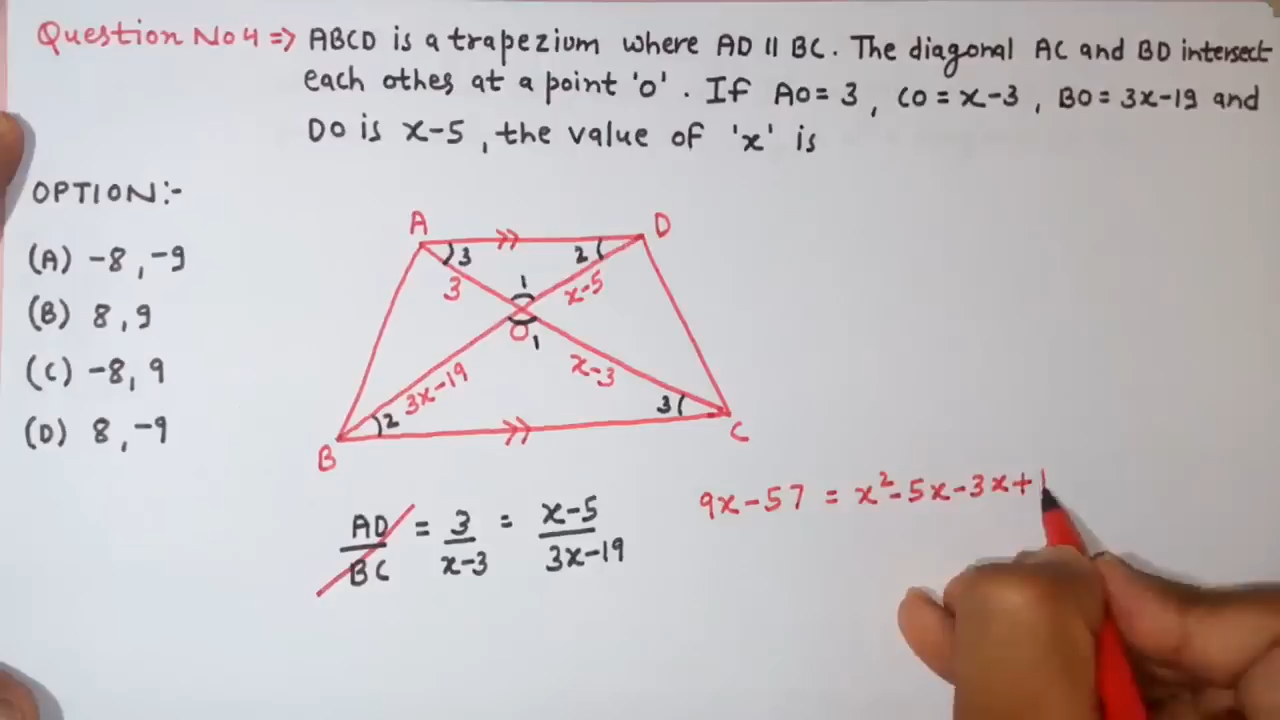 Question No 4 => ABCD is a trapezium where AD || BC. The diagonal AC and BD intersect
each othes at a point 'O'. If AO = 3, CO = x-3, BO = 3x-19 and
DO is x-5, the value of 'x' is
OPTION:-
(A) -8, -9
(B) 8, 9
(C) -8, 9
(D) 8, -9
A
D
3
2
3
1
x-5
O
1
3x-19
x-3
2
3
B
C
AD/BC = 3/x-3 = x-5/3x-19
9x-57 = x²-5x-3x+1